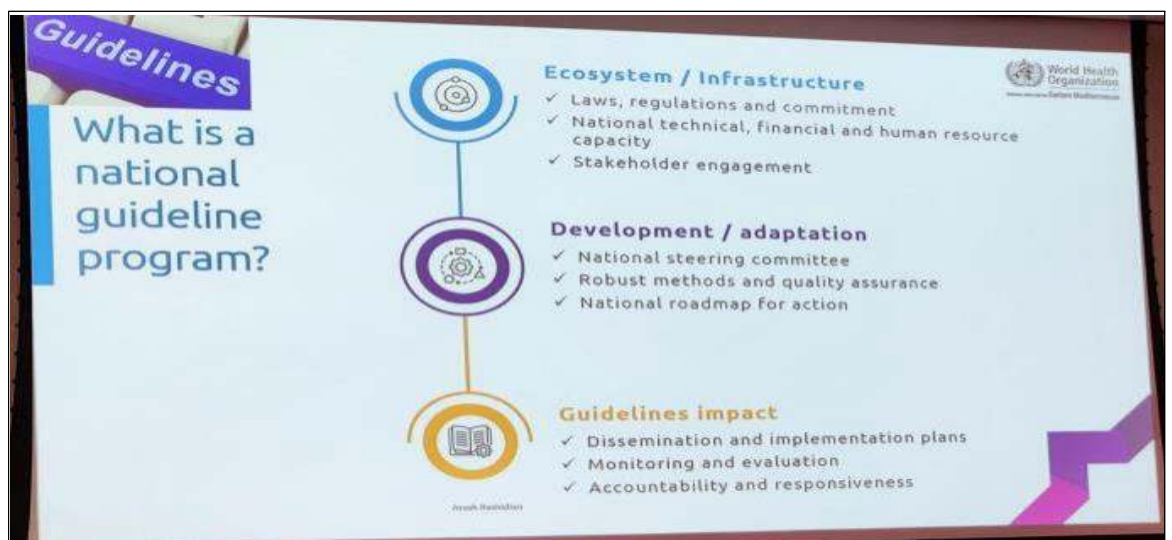 Guidelines
What is a
national
guideline
program?
Ecosystem / Infrastructure
✓ Laws, regulations and commitment
✓ National technical, financial and human resource
capacity
✓ Stakeholder engagement
World Health
Organization
Eastern Mediterranean
Development / adaptation
✓ National steering committee
✓ Robust methods and quality assurance
✓ National roadmap for action
Guidelines impact
✓ Dissemination and implementation plans
✓ Monitoring and evaluation
✓ Accountability and responsiveness